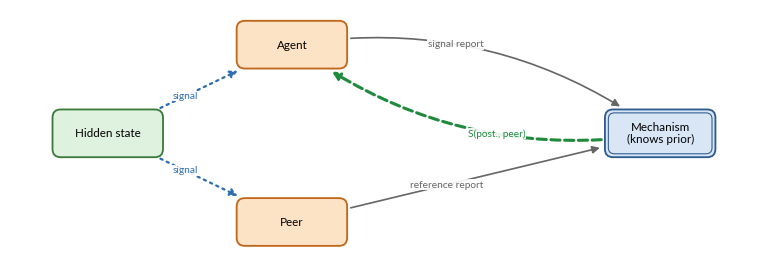 Agent
signal report
signal
Hidden state
S(post., peer)
Mechanism
(knows prior)
signal
reference report
Peer